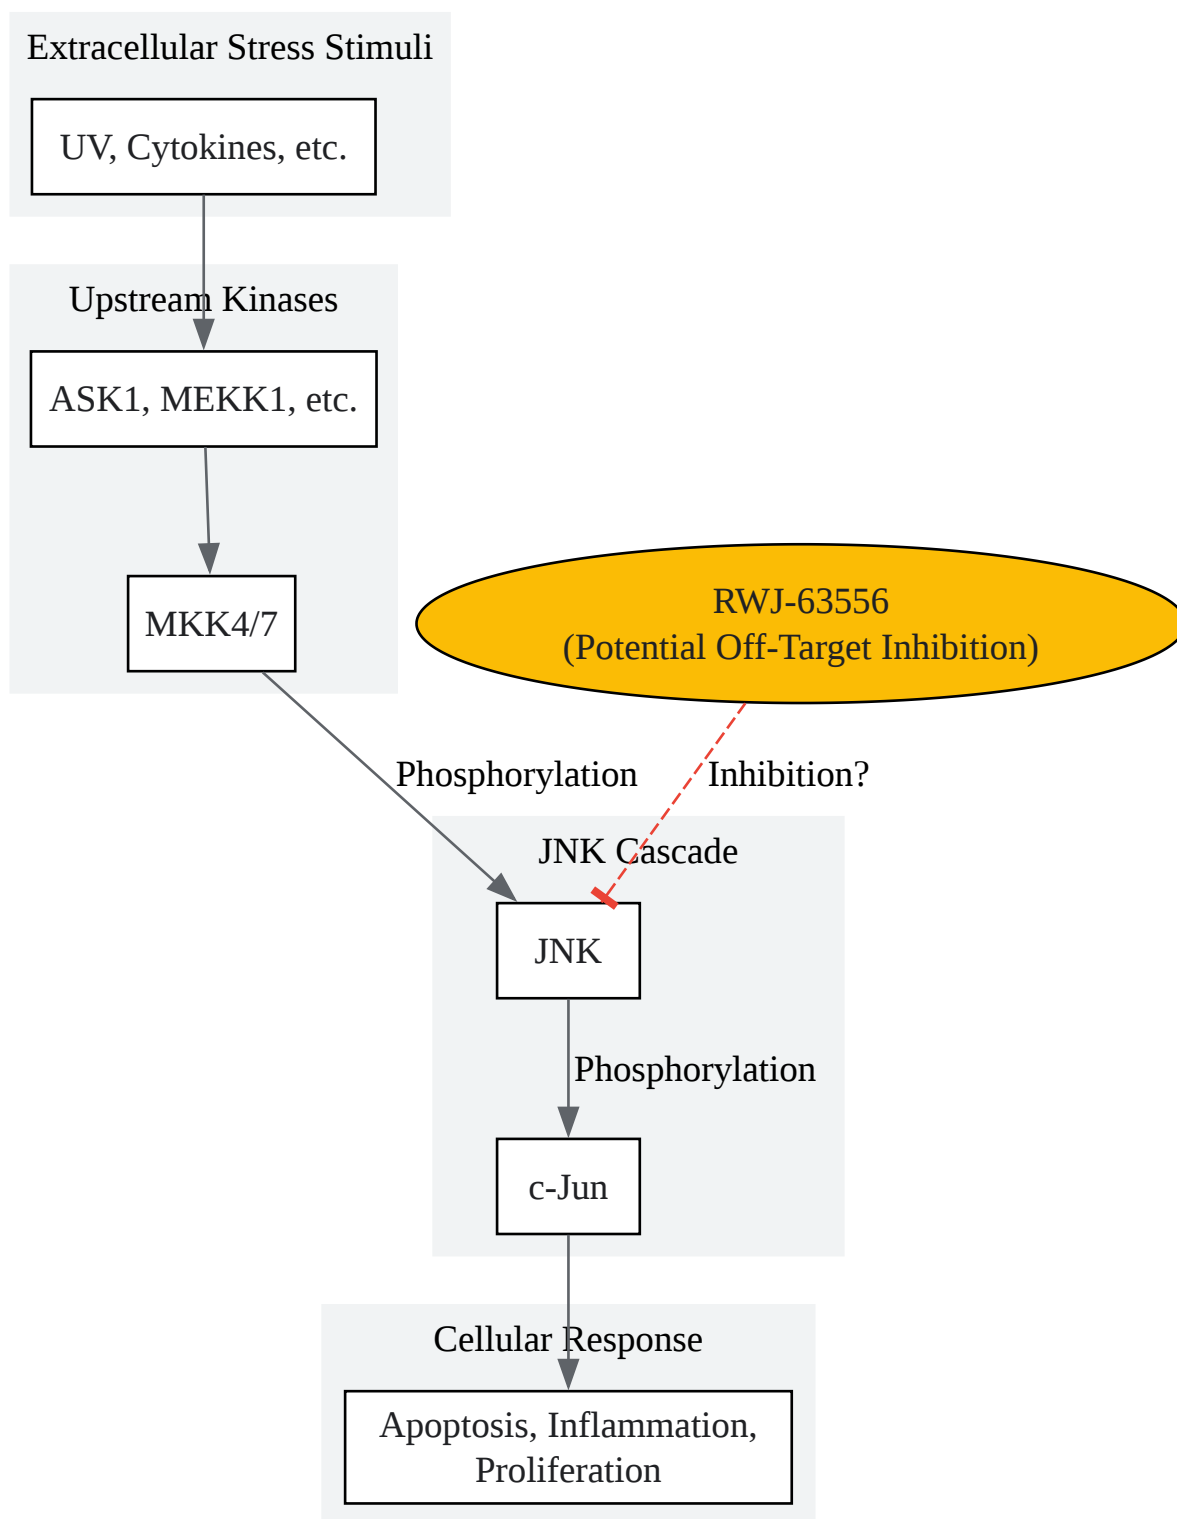 Extracellular Stress Stimuli
UV, Cytokines, etc.
Upstream Kinases
ASK1, MEKK1, etc.
MKK4/7
RWJ-63556
(Potential Off-Target Inhibition)
Phosphorylation
Inhibition?
JNK Cascade
JNK
Phosphorylation
c-Jun
Cellular Response
Apoptosis, Inflammation,
Proliferation